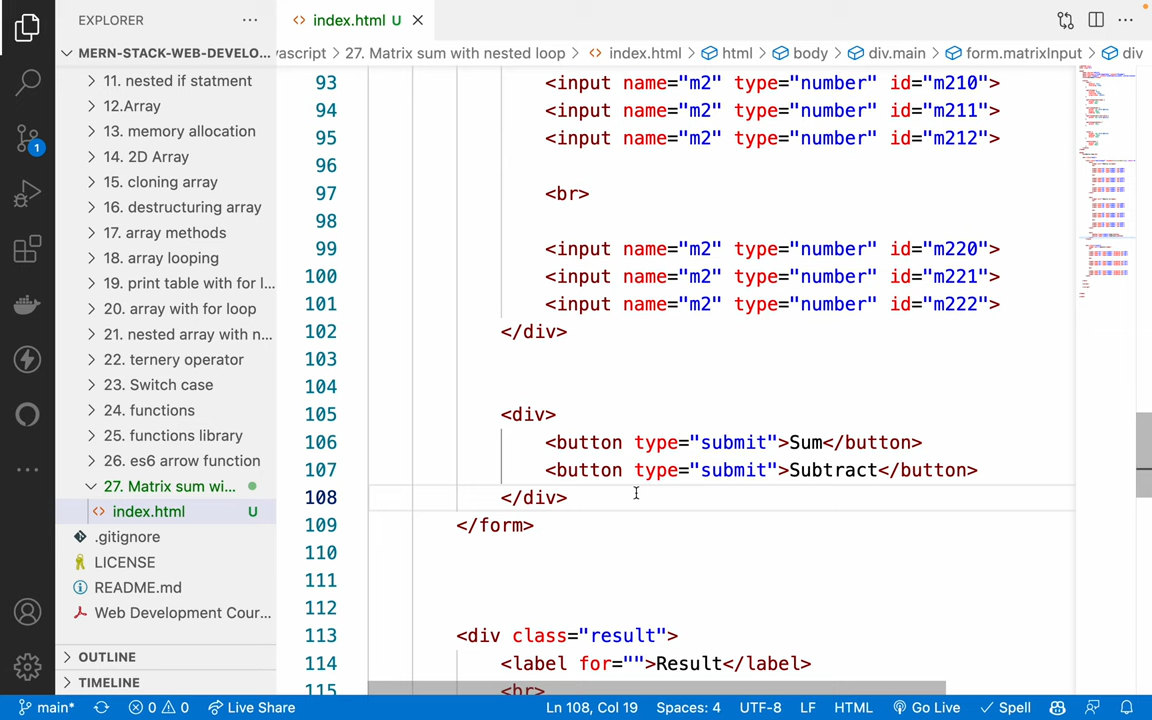 EXPLORER
index.html U
MERN-STACK-WEB-DEVELO...
11. nested if statment
12.Array
13. memory allocation
14. 2D Array
15. cloning array
16. destructuring array
17. array methods
18. array looping
19. print table with for l...
20. array with for loop
21. nested array with n...
22. ternery operator
23. Switch case
24. functions
25. functions library
26. es6 arrow function
27. Matrix sum wi...
index.html U
.gitignore
LICENSE
README.md
Web Development Cour...
OUTLINE
TIMELINE
1
vascript > 27. Matrix sum with nested loop > index.html > html > body > div.main > form.matrixInput > div
93 <input name="m2" type="number" id="m210">
94 <input name="m2" type="number" id="m211">
95 <input name="m2" type="number" id="m212">
96
97 <br>
98
99 <input name="m2" type="number" id="m220">
100 <input name="m2" type="number" id="m221">
101 <input name="m2" type="number" id="m222">
102 </div>
103
104
105 <div>
106 <button type="submit">Sum</button>
107 <button type="submit">Subtract</button>
108 </div>
109 </form>
110
111
112
113 <div class="result">
114 <label for="">Result</label>
115 <br>
main* 0 0 Live Share Ln 108, Col 19 Spaces: 4 UTF-8 LF HTML Go Live Spell